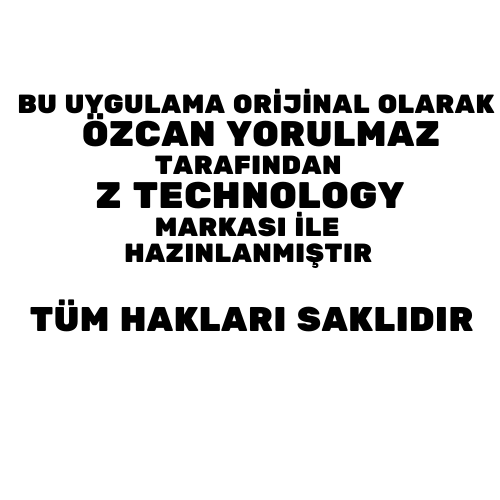 BU UYGULAMA ORİJİNAL OLARAK
ÖZCAN YORULMAZ
TARAFINDAN
Z TECHNOLOGY
MARKASI İLE
HAZINLANMIŞTIR
TÜM HAKLARI SAKLIDIR